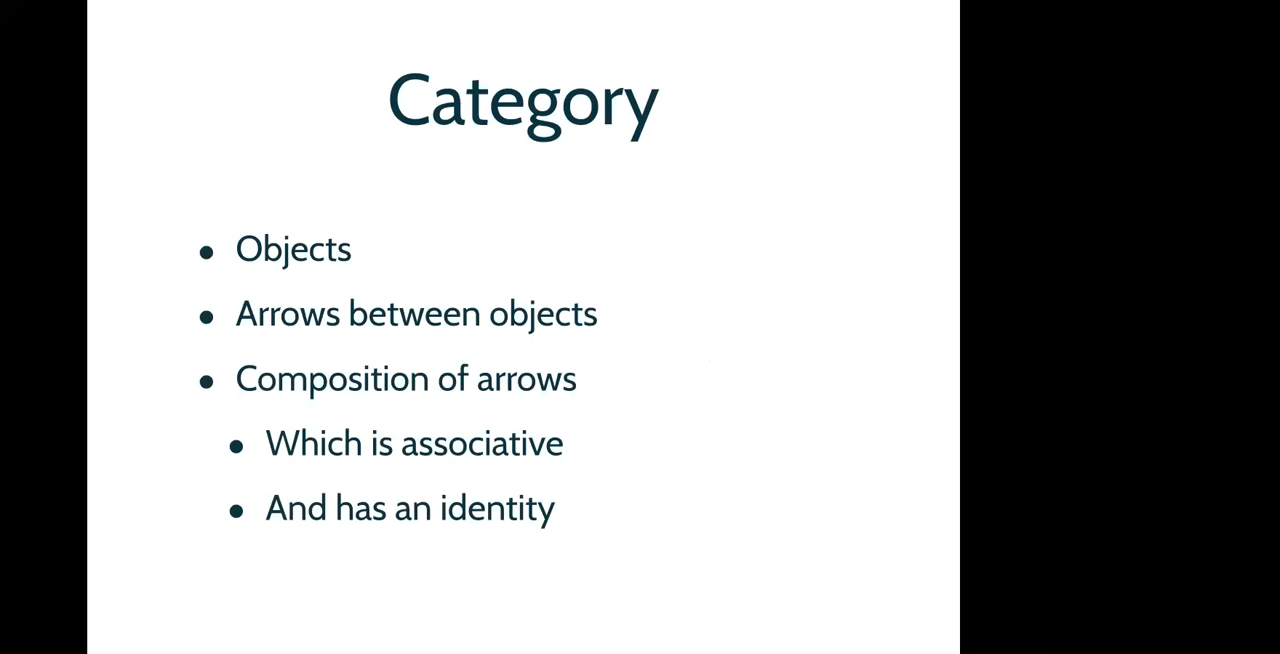 Category
• Objects
• Arrows between objects
• Composition of arrows
• Which is associative
• And has an identity